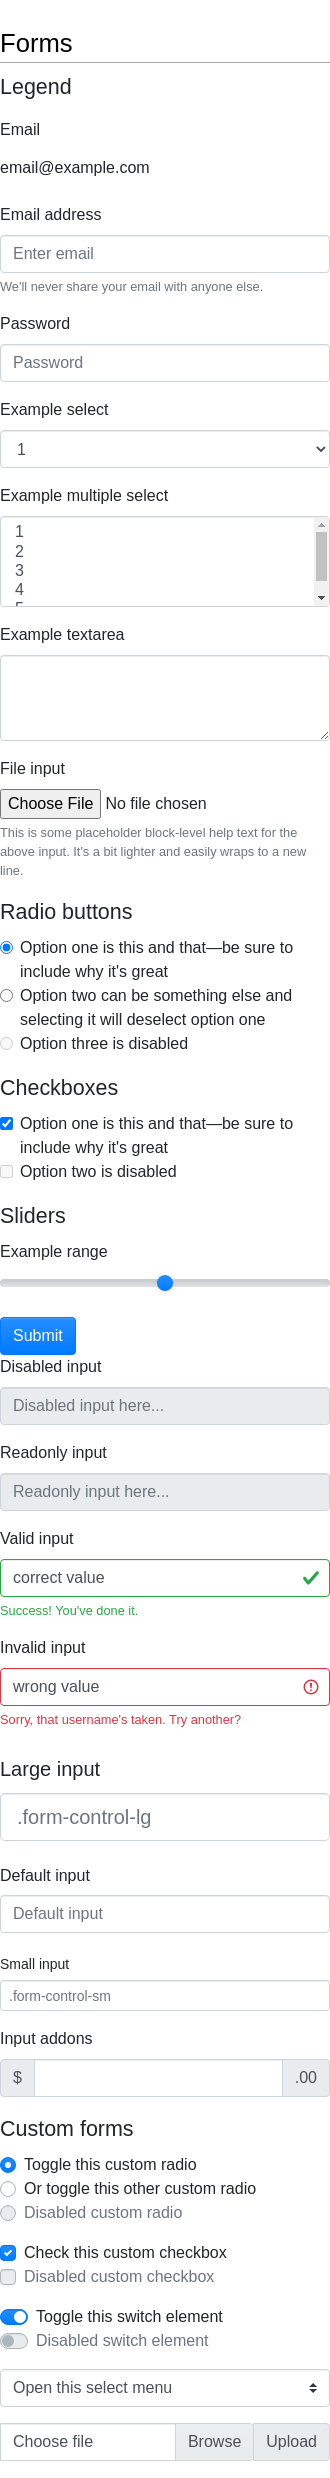 Forms
Legend
Email
email@example.com
Email address
Enter email
We'll never share your email with anyone else.
Password
Password
Example select
1
Example multiple select
1
2
3
4
5
Example textarea
File input
Choose File No file chosen
This is some placeholder block-level help text for the
above input. It's a bit lighter and easily wraps to a new
line.
Radio buttons
Option one is this and that—be sure to
include why it's great
Option two can be something else and
selecting it will deselect option one
Option three is disabled
Checkboxes
Option one is this and that—be sure to
include why it's great
Option two is disabled
Sliders
Example range
Submit
Disabled input
Disabled input here...
Readonly input
Readonly input here...
Valid input
correct value
Success! You've done it.
Invalid input
wrong value
Sorry, that username's taken. Try another?
Large input
.form-control-lg
Default input
Default input
Small input
.form-control-sm
Input addons
$ .00
Custom forms
Toggle this custom radio
Or toggle this other custom radio
Disabled custom radio
Check this custom checkbox
Disabled custom checkbox
Toggle this switch element
Disabled switch element
Open this select menu
Choose file Browse Upload